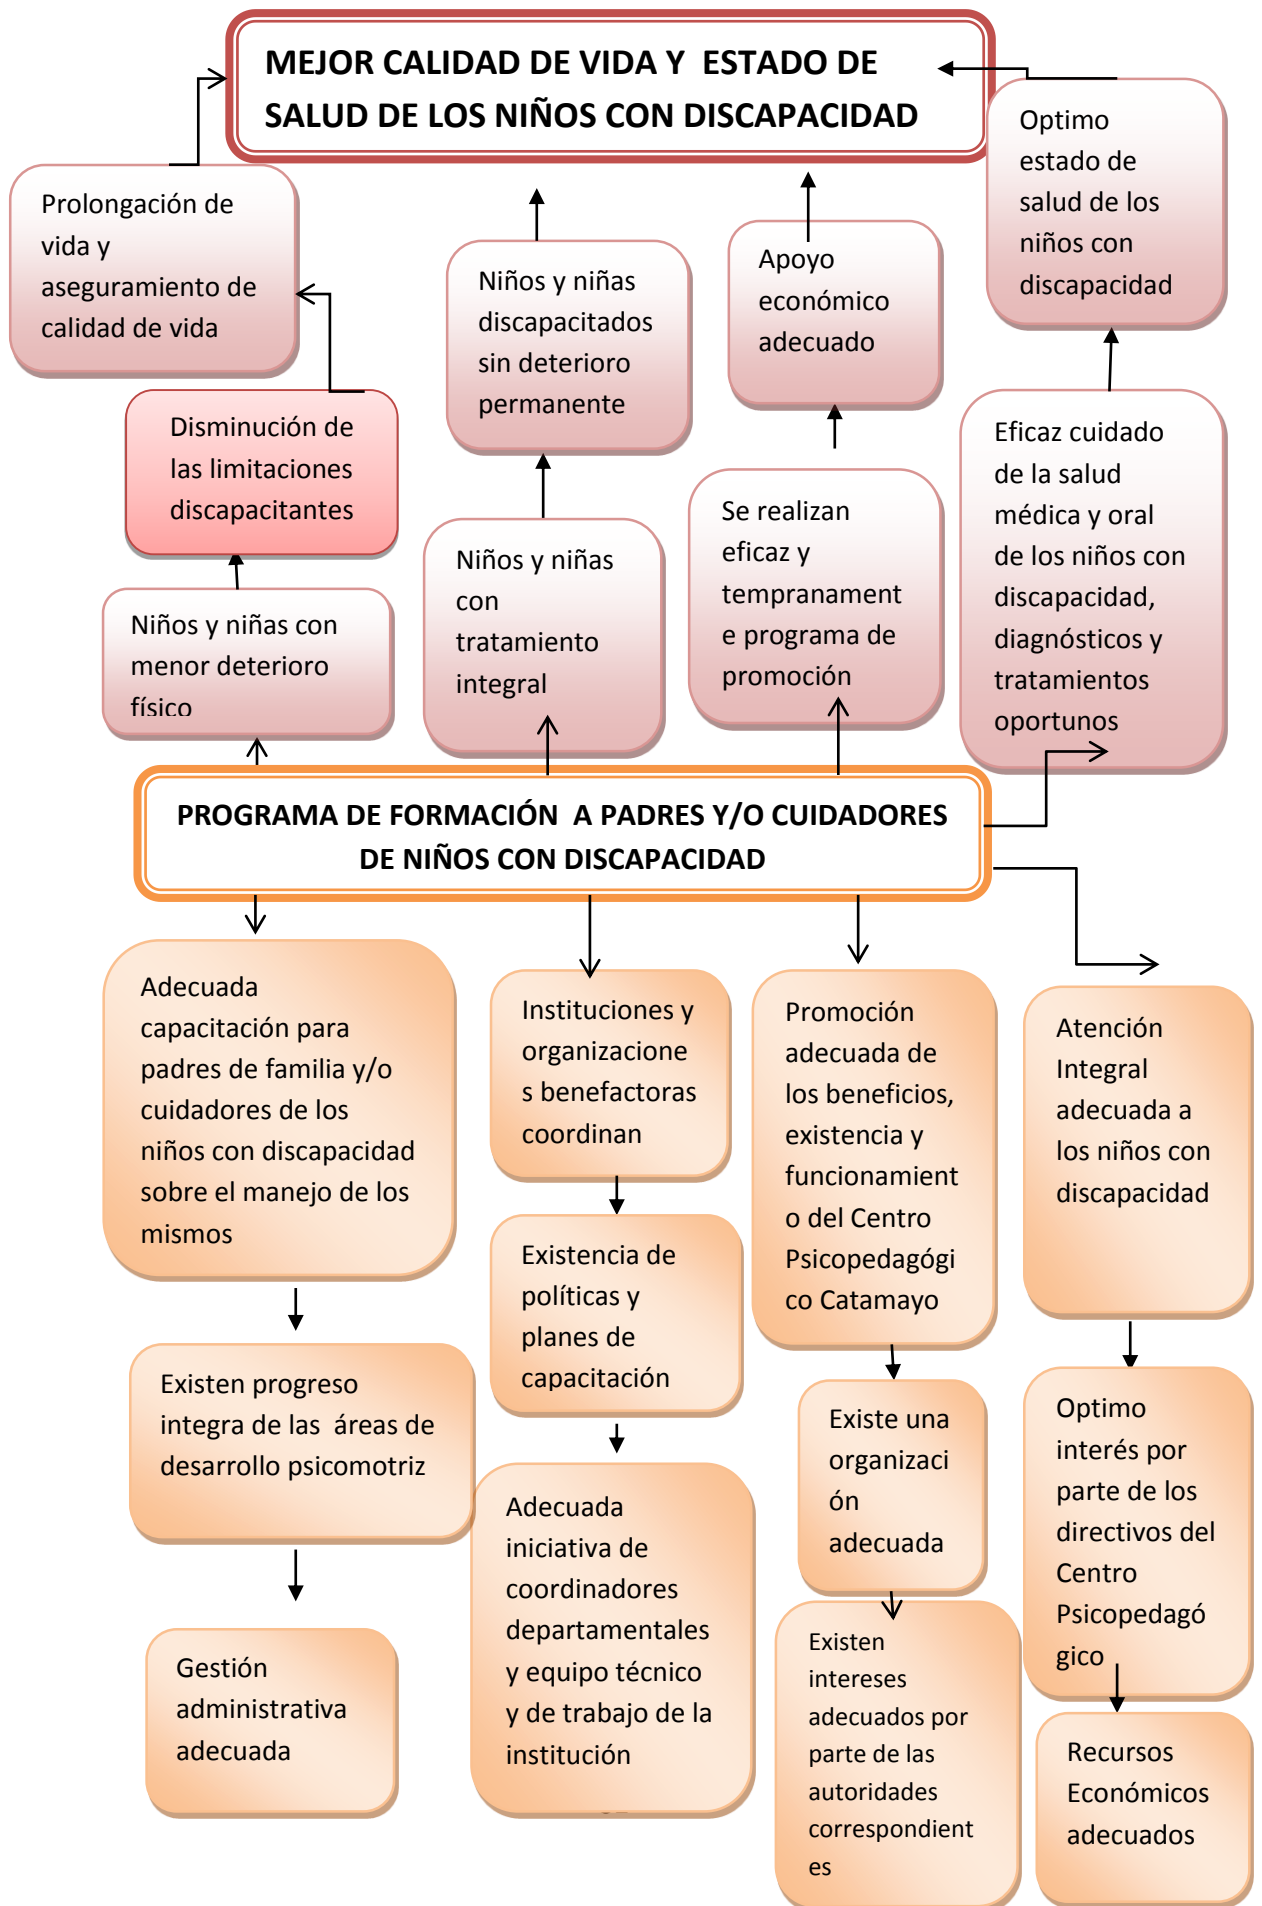 MEJOR CALIDAD DE VIDA Y ESTADO DE
SALUD DE LOS NIÑOS CON DISCAPACIDAD
Optimo
estado de
salud de los
niños con
discapacidad
Prolongación de
vida y
aseguramiento de
calidad de vida
Niños y niñas
discapacitados
sin deterioro
permanente
Apoyo
económico
adecuado
Disminución de
las limitaciones
discapacitantes
Eficaz cuidado
de la salud
médica y oral
de los niños con
discapacidad,
diagnósticos y
tratamientos
oportunos
Niños y niñas con
menor deterioro
físico
Niños y niñas
con
tratamiento
integral
Se realizan
eficaz y
tempranament
e programa de
promoción
PROGRAMA DE FORMACIÓN A PADRES Y/O CUIDADORES
DE NIÑOS CON DISCAPACIDAD
Adecuada
capacitación para
padres de familia y/o
cuidadores de los
niños con discapacidad
sobre el manejo de los
mismos
Instituciones y
organizacione
s benefactoras
coordinan
Promoción
adecuada de
los beneficios,
existencia y
funcionamient
o del Centro
Psicopedagógi
co Catamayo
Atención
Integral
adecuada a
los niños con
discapacidad
Existen progreso
integra de las áreas de
desarrollo psicomotriz
Existencia de
políticas y
planes de
capacitación
Existe una
organizaci
ón
adecuada
Optimo
interés por
parte de los
directivos del
Centro
Psicopedagó
gico
Gestión
administrativa
adecuada
Adecuada
iniciativa de
coordinadores
departamentales
y equipo técnico
y de trabajo de la
institución
Existen
intereses
adecuados por
parte de las
autoridades
correspondient
es
Recursos
Económicos
adecuados